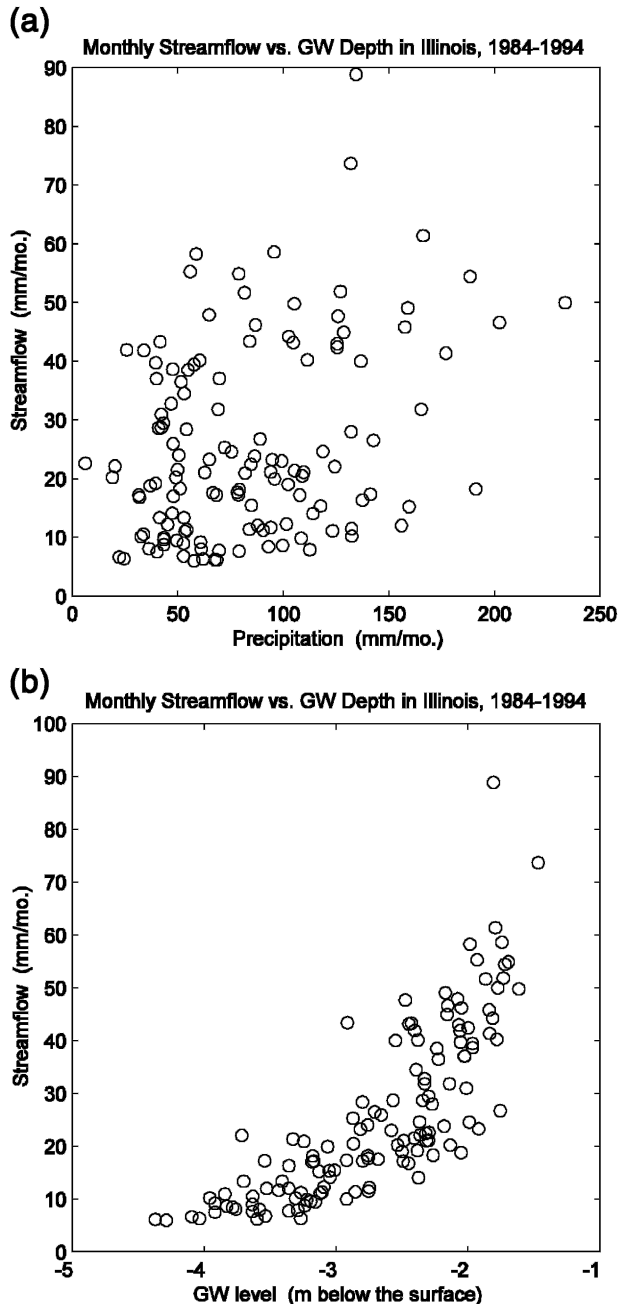 (a)
Monthly Streamflow vs. GW Depth in Illinois, 1984-1994
90
80
70
60
50
40
30
20
10
0
Streamflow (mm/mo.)
0 50 100 150 200 250
Precipitation (mm/mo.)
(b)
Monthly Streamflow vs. GW Depth in Illinois, 1984-1994
100
90
80
70
60
50
40
30
20
10
0
Streamflow (mm/mo.)
-5 -4 -3 -2 -1
GW level (m below the surface)